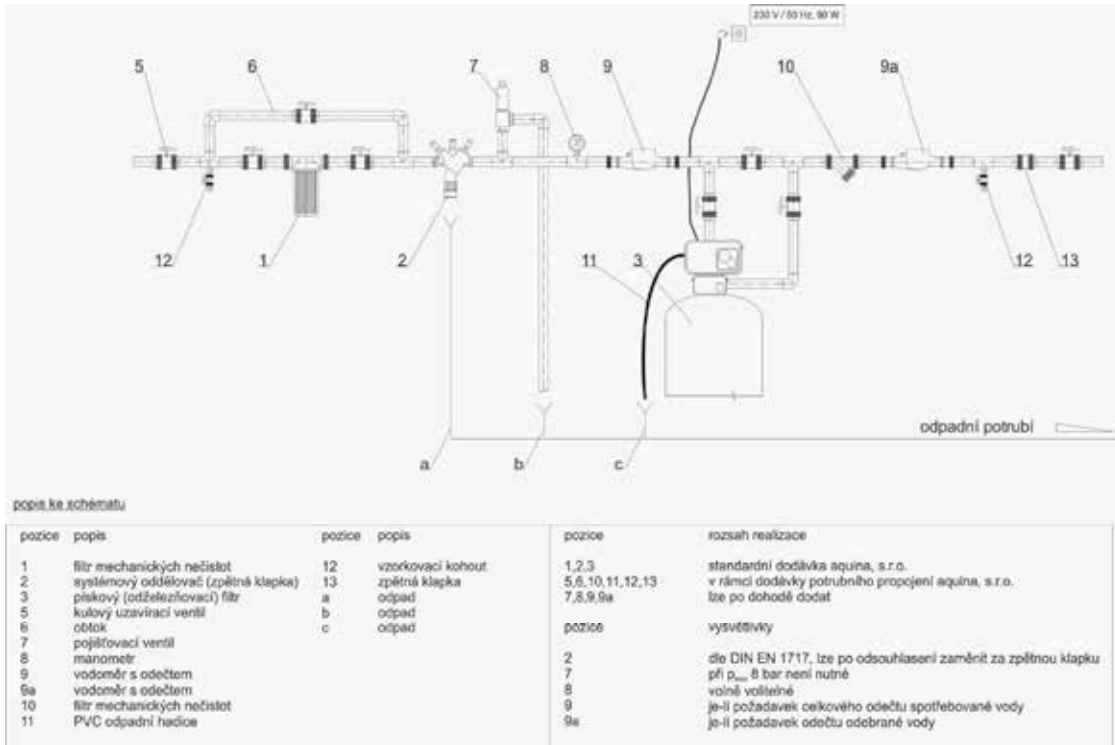 230 V / 50 Hz, 90 W
5 6 7 8 9 10 9a
12 1 2 11 3 12 13
odpadní potrubí
a b c
popis ke schématu
pozice popis pozice popis
1 filtr mechanických nečistot 12 vzorkovací kohout
2 systémový oddělovač (zpětná klapka) 13 zpětná klapka
3 pískový (odželezňovací) filtr a odpad
5 kulový uzavírací ventil b odpad
6 obtok c odpad
7 pojišťovací ventil
8 manometr
9 vodoměr s odečtem
9a vodoměr s odečtem
10 filtr mechanických nečistot
11 PVC odpadní hadice
pozice rozsah realizace
1,2,3 standardní dodávka aquina, s.r.o.
5,6,10,11,12,13 v rámci dodávky potrubního propojení aquina, s.r.o.
7,8,9,9a lze po dohodě dodat
pozice vysvětlivky
2 dle DIN EN 1717, lze po odsouhlasení zaměnit za zpětnou klapku
7 při p 8 bar není nutné
8 volně volitelné
9 je-li požadavek celkového odečtu spotřebované vody
9a je-li požadavek odečtu odebrané vody